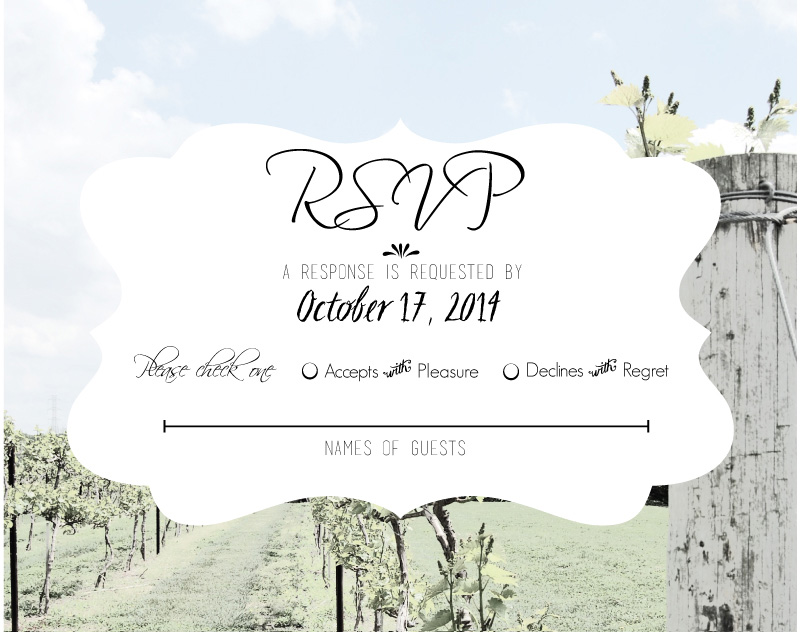 RSVP
A RESPONSE IS REQUESTED BY
October 17, 2014
Please check one Accepts with Pleasure Declines with Regret
NAMES OF GUESTS